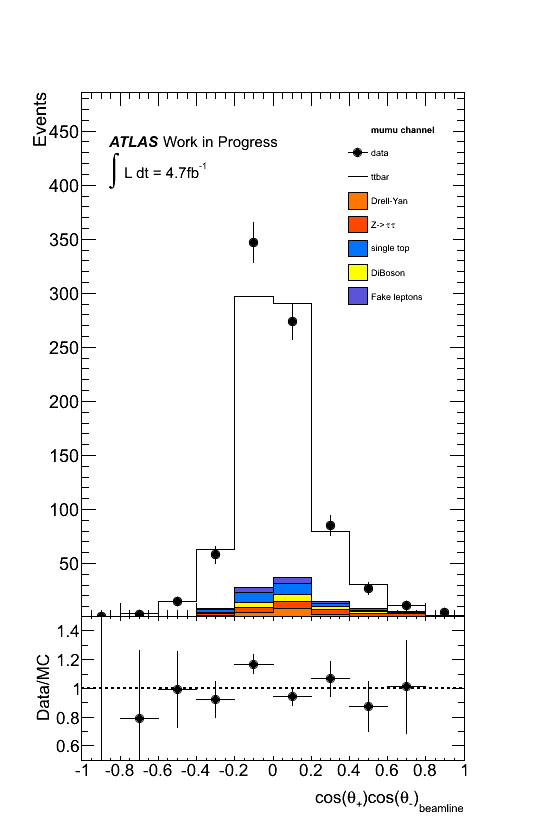 Events
450
400
350
300
250
200
150
100
50
ATLAS Work in Progress
∫ L dt = 4.7fb⁻¹
mumu channel
data
ttbar
Drell-Yan
Z->ττ
single top
DiBoson
Fake leptons
Data/MC
1.4
1.2
1
0.8
0.6
-1 -0.8 -0.6 -0.4 -0.2 0 0.2 0.4 0.6 0.8 1
cos(θ₊)cos(θ₋)beamline